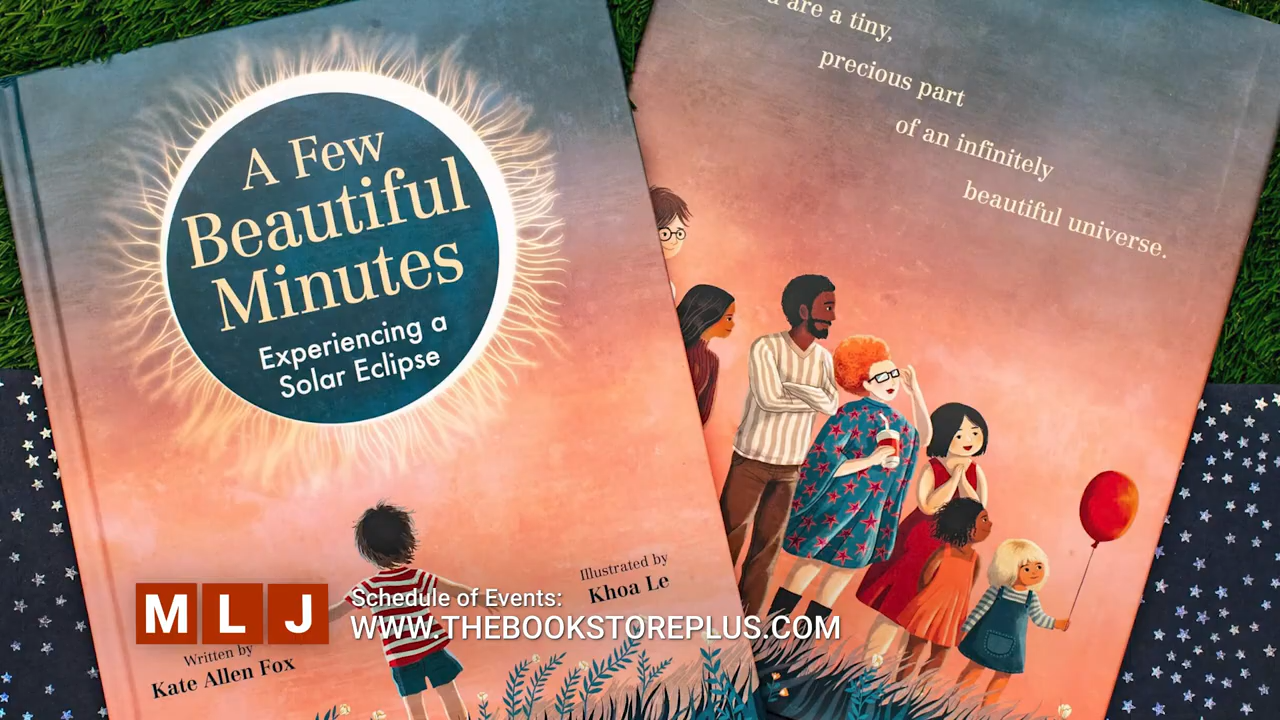 A Few
Beautiful
Minutes
Experiencing a
Solar Eclipse
Illustrated by
Khoa Le
Written by
Kate Allen Fox
are a tiny,
precious part
of an infinitely
beautiful universe.
MLJ
Schedule of Events:
WWW.THEBOOKSTOREPLUS.COM